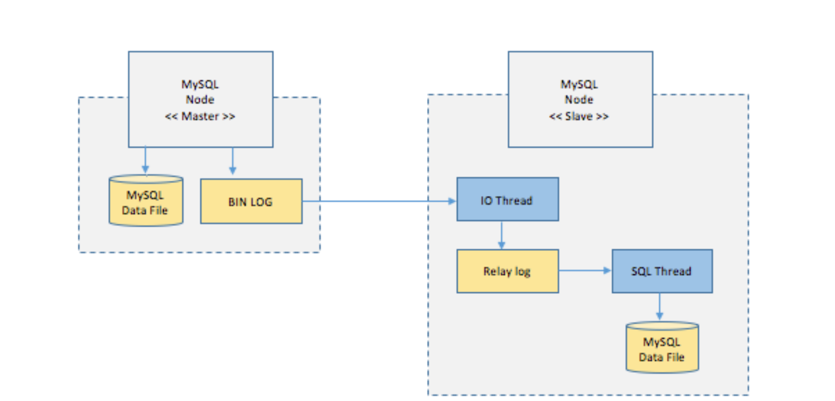 MySQL
Node
<< Master >>
MySQL
Data File
BIN LOG
MySQL
Node
<< Slave >>
IO Thread
Relay log
SQL Thread
MySQL
Data File